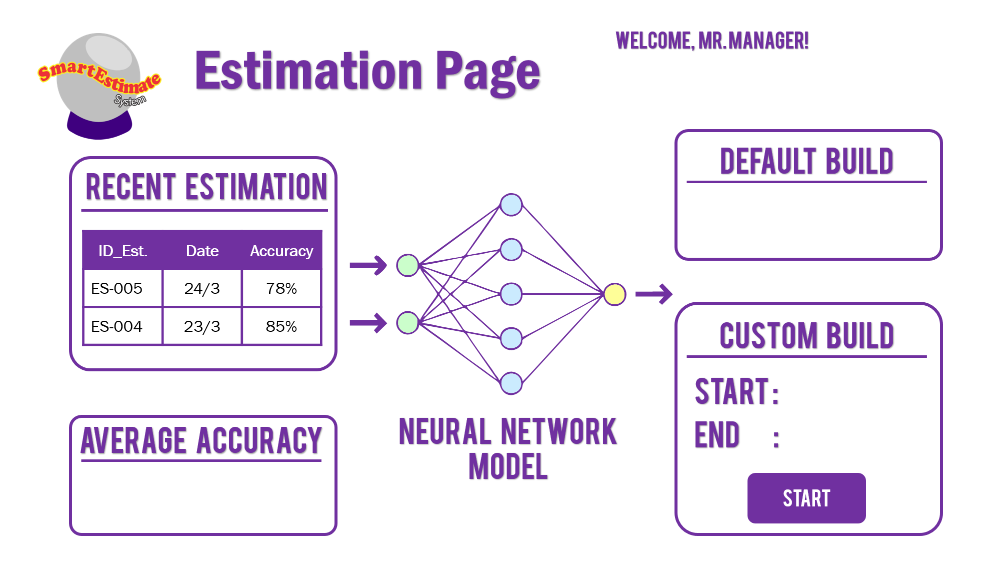 SmartEstimate
System
Estimation Page
WELCOME, MR. MANAGER!
RECENT ESTIMATION
ID_Est. Date Accuracy
ES-005 24/3 78%
ES-004 23/3 85%
AVERAGE ACCURACY
NEURAL NETWORK
MODEL
DEFAULT BUILD
CUSTOM BUILD
START :
END :
START